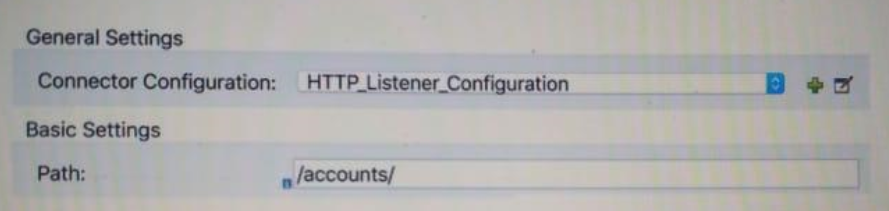 General Settings
Connector Configuration: HTTP_Listener_Configuration
Basic Settings
Path: /accounts/